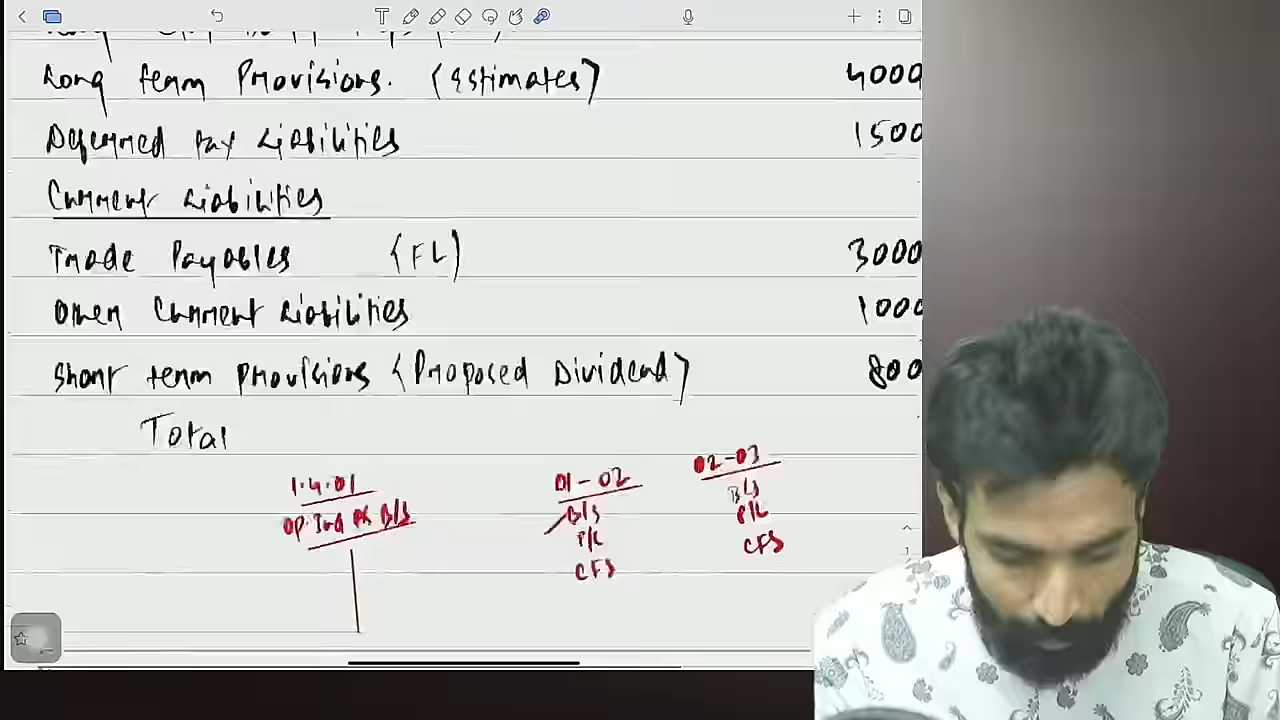 Long term Provisions. (Estimates) 4000
Deferred tax Liabilities 1500
Current Liabilities
Trade Payables (FL) 3000
Other Current Liabilities 1000
Short term provisions (Proposed Dividend) 800
Total
1.4.01
op. Ind AS B/S
01-02
B/S
P/L
CFS
02-03
B/S
P/L
CFS